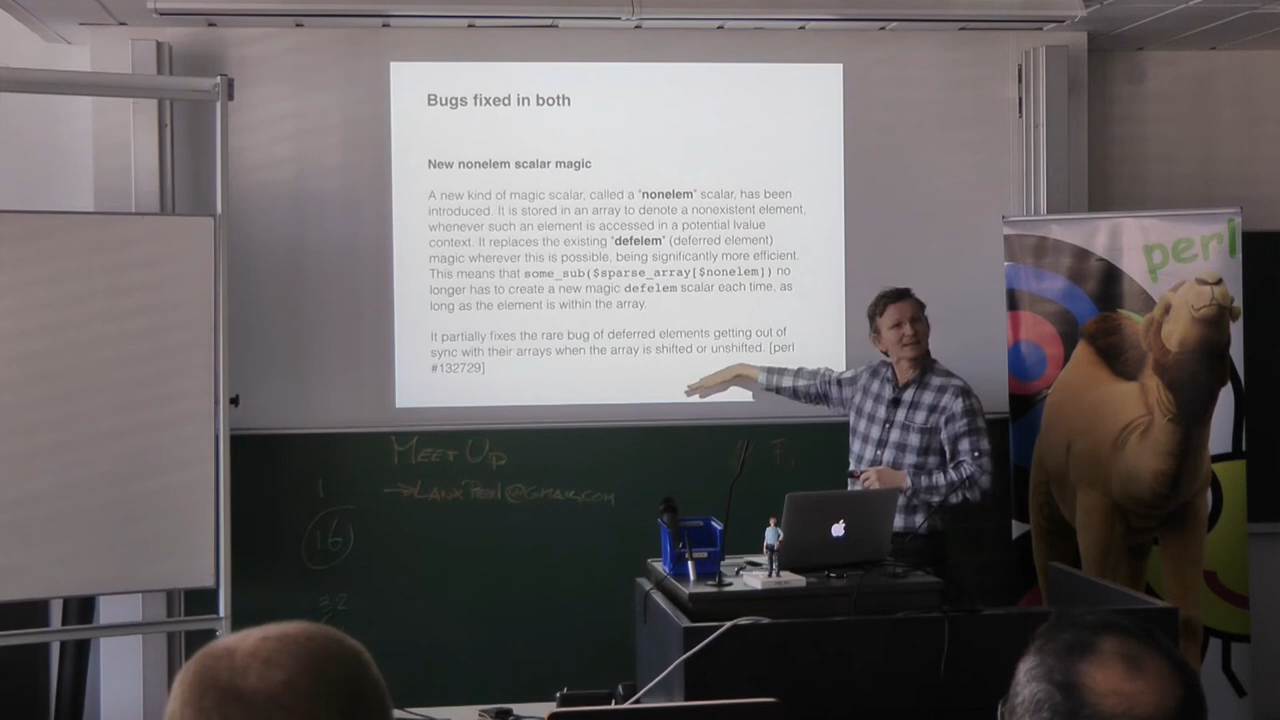 Bugs fixed in both
New nonelem scalar magic
A new kind of magic scalar, called a "nonelem" scalar, has been
introduced. It is stored in an array to denote a nonexistent element,
whenever such an element is accessed in a potential lvalue
context. It replaces the existing "defelem" (deferred element)
magic wherever this is possible, being significantly more efficient.
This means that some_sub($sparse_array[$nonelem]) no
longer has to create a new magic defelem scalar each time, as
long as the element is within the array.
It partially fixes the rare bug of deferred elements getting out of
sync with their arrays when the array is shifted or unshifted. [perl
#132729]
perl
MEET UP
→LANXPERL@GMAIL.COM
1
16
32